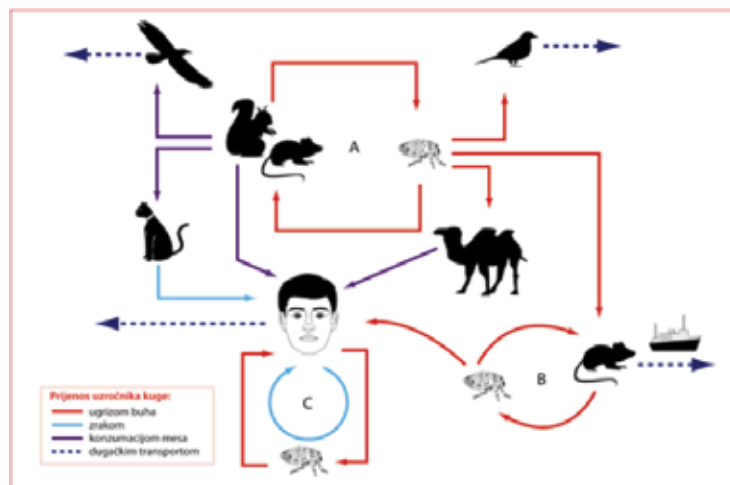 A
B
C
Prijenos uzročnika kuge:
ugrizom buha
zrakom
konzumacijom mesa
dugačkim transportom